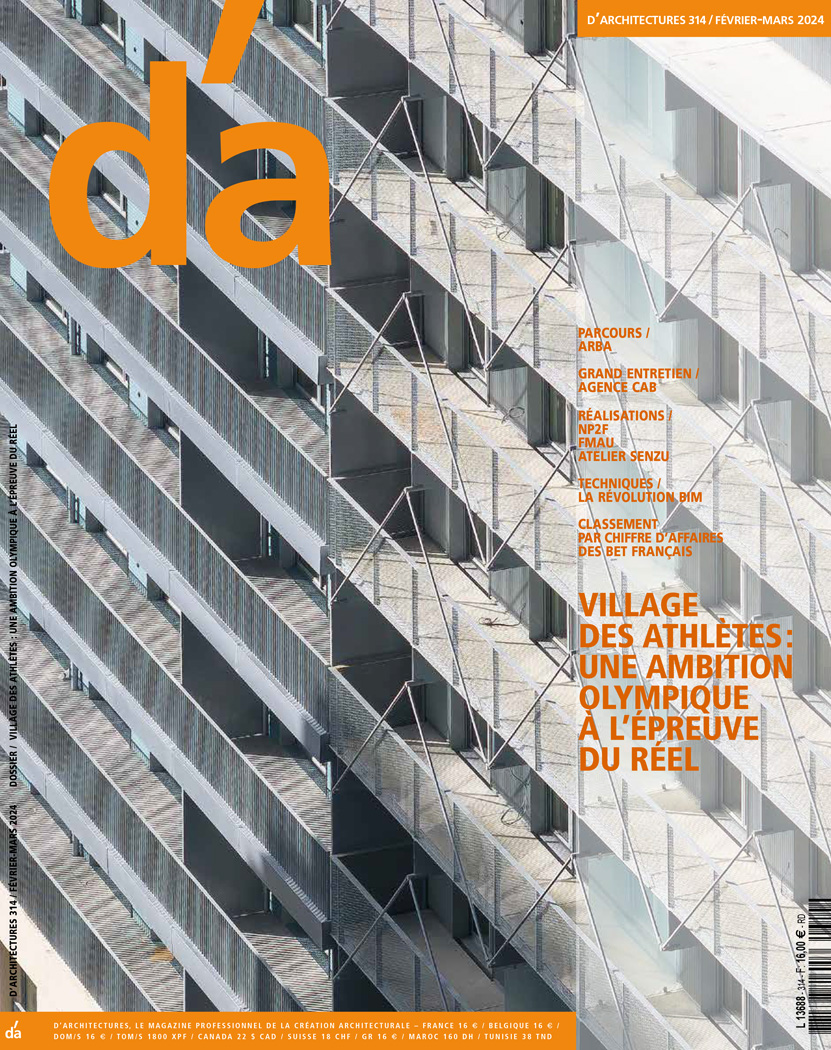 D'ARCHITECTURES 314 / FÉVRIER-MARS 2024
d'a
PARCOURS /
ARBA
GRAND ENTRETIEN /
AGENCE CAB
RÉALISATIONS /
NP2F
FMAU
ATELIER SENZU
TECHNIQUES /
LA RÉVOLUTION BIM
CLASSEMENT
PAR CHIFFRE D'AFFAIRES
DES BET FRANÇAIS
VILLAGE
DES ATHLÈTES :
UNE AMBITION
OLYMPIQUE
À L'ÉPREUVE
DU RÉEL
D'ARCHITECTURES 314 / FÉVRIER-MARS 2024 DOSSIER / VILLAGE DES ATHLÈTES : UNE AMBITION OLYMPIQUE À L'ÉPREUVE DU RÉEL
L 13688 - 314 - F: 16,00 € - RD
d'a
D'ARCHITECTURES, LE MAGAZINE PROFESSIONNEL DE LA CRÉATION ARCHITECTURALE – FRANCE 16 € / BELGIQUE 16 € /
DOM/S 16 € / TOM/S 1800 XPF / CANADA 22 $ CAD / SUISSE 18 CHF / GR 16 € / MAROC 160 DH / TUNISIE 38 TND